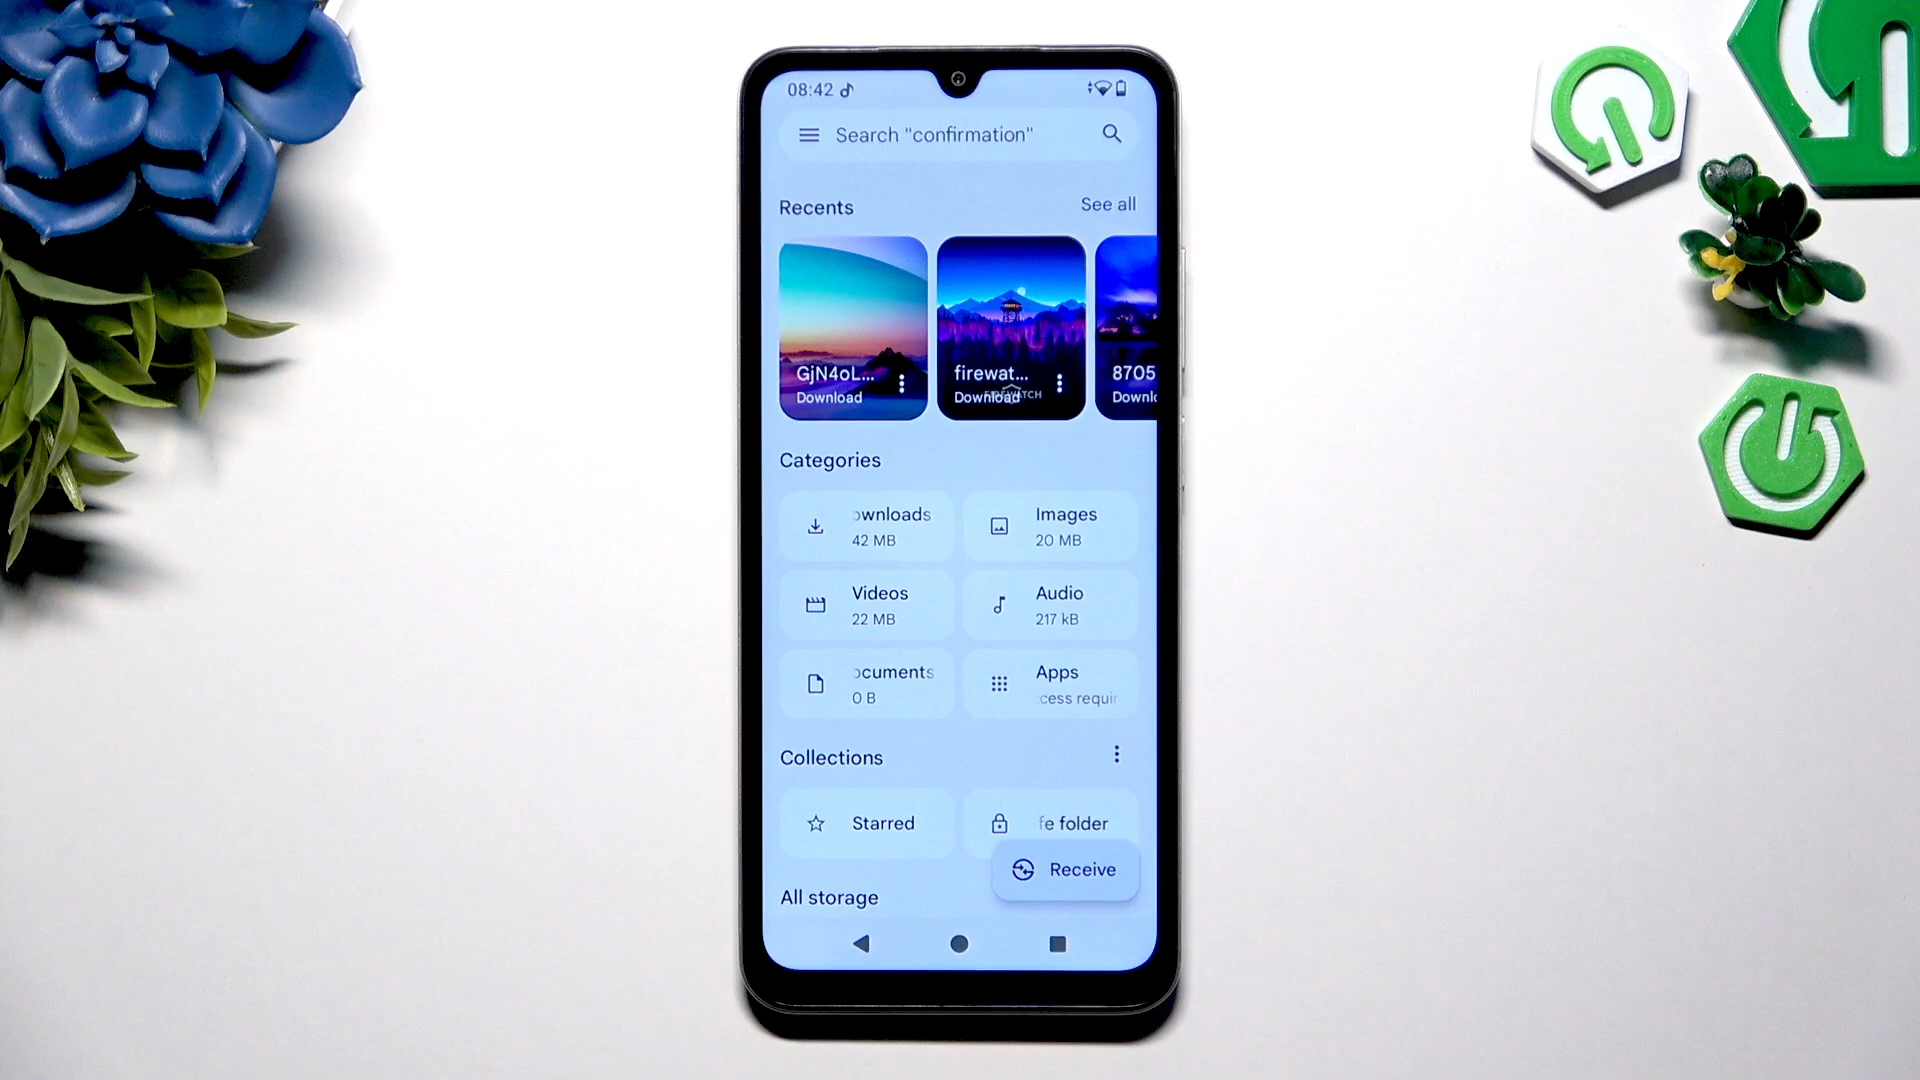 08:42
Search "confirmation"
Recents
See all
GjN4oL...
Download
firewat...
Download
8705
Downlo
Categories
ownloads
42 MB
Images
20 MB
Videos
22 MB
Audio
217 kB
ocuments
0 B
Apps
cess requir
Collections
Starred
fe folder
Receive
All storage